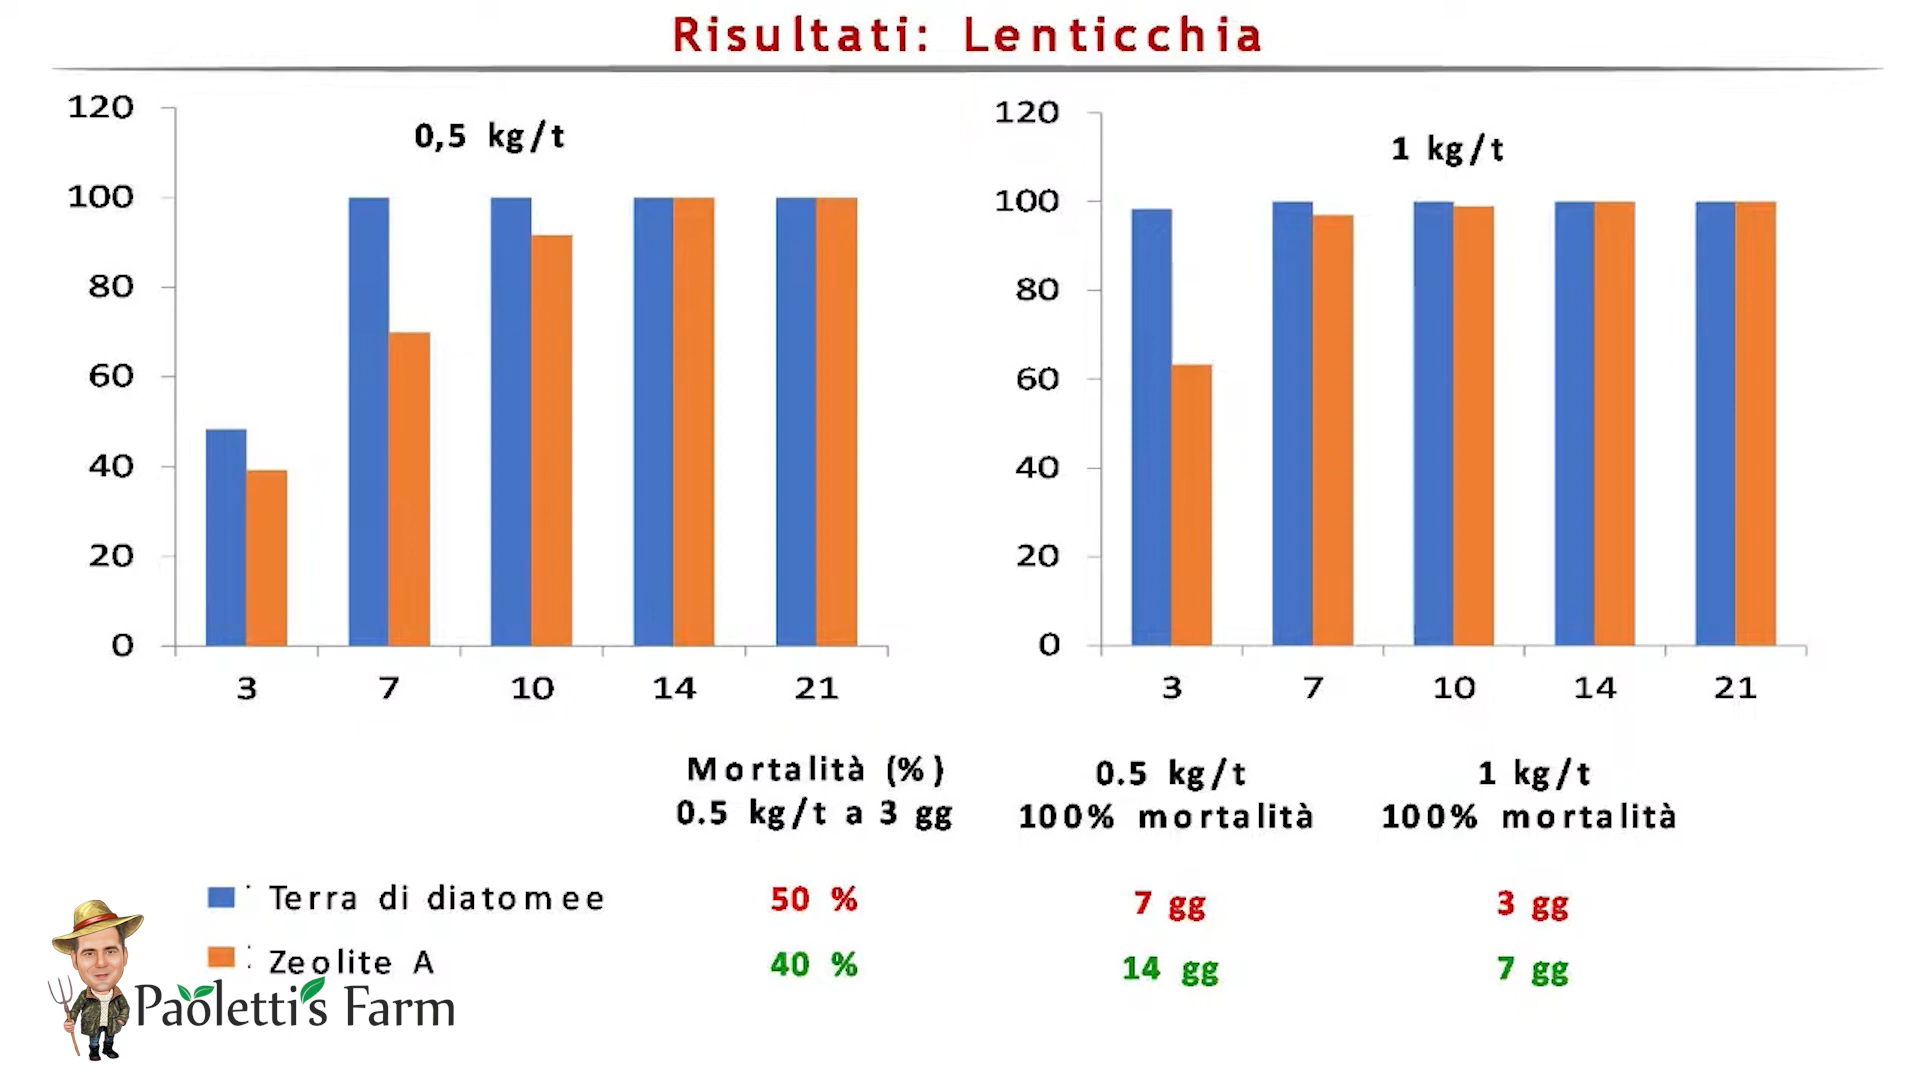 Risultati: Lenticchia
0,5 kg/t
120
100
80
60
40
20
0
3 7 10 14 21
1 kg/t
120
100
80
60
40
20
0
3 7 10 14 21
Mortalità (%)
0.5 kg/t a 3 gg
0.5 kg/t
100% mortalità
1 kg/t
100% mortalità
Terra di diatomee 50 % 7 gg 3 gg
Zeolite A 40 % 14 gg 7 gg
Paoletti's Farm